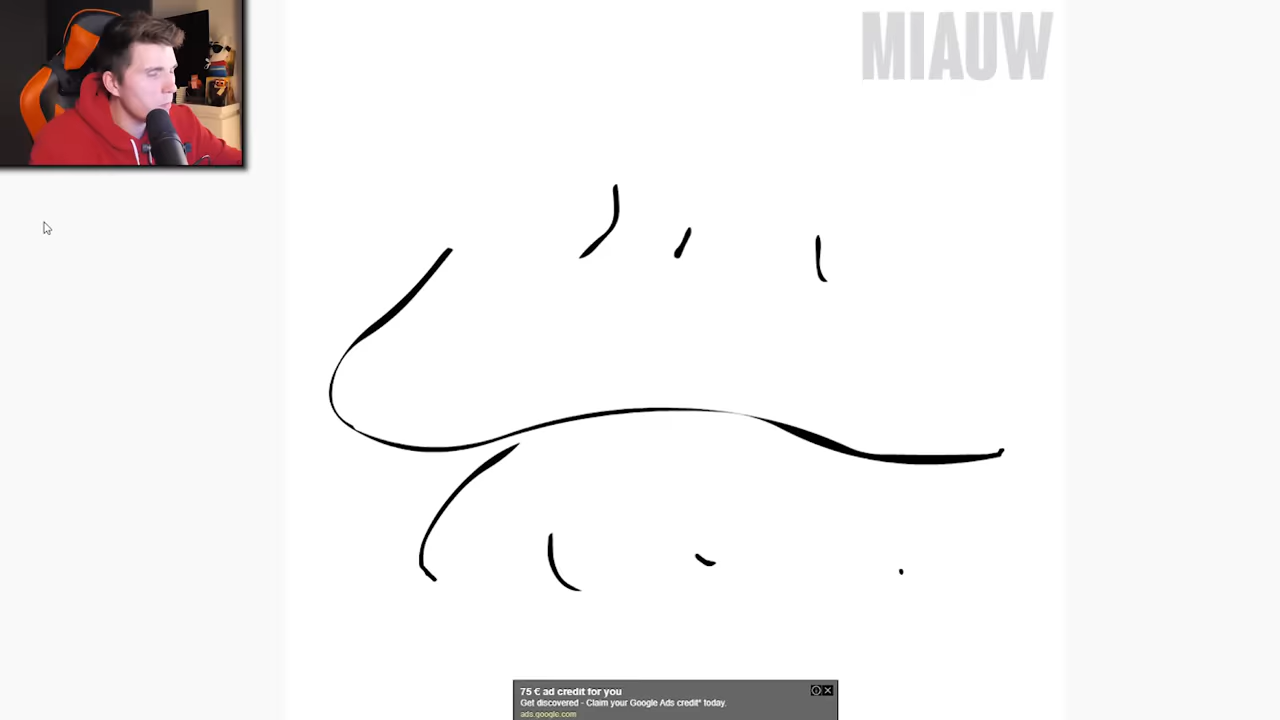 MIAUW
75 € ad credit for you
Get discovered - Claim your Google Ads credit* today.
ads.google.com